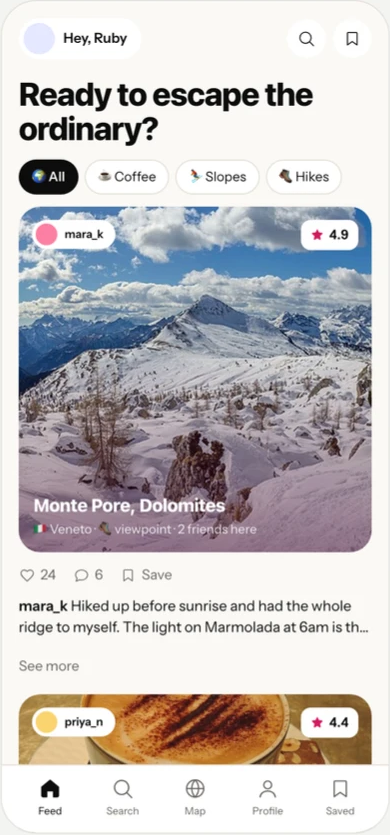 Hey, Ruby
Ready to escape the
ordinary?
All
Coffee
Slopes
Hikes
mara_k
4.9
Monte Pore, Dolomites
Veneto · viewpoint · 2 friends here
24
6
Save
mara_k Hiked up before sunrise and had the whole
ridge to myself. The light on Marmolada at 6am is th...
See more
priya_n
4.4
Feed
Search
Map
Profile
Saved